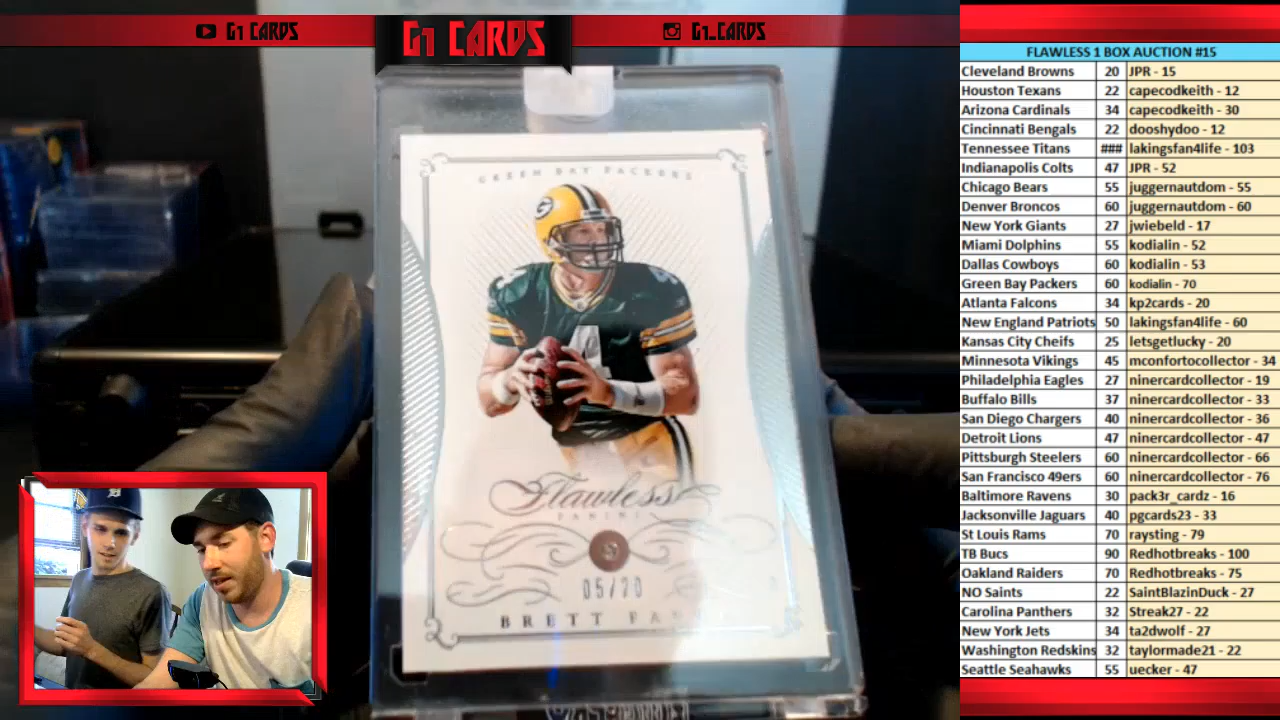 G1 CARDS
G1 CARDS
G1_CARDS
GREEN BAY PACKERS
G
4
Flawless
PANINI
05/20
BRETT
FLAWLESS 1 BOX AUCTION #15
Cleveland Browns 20 JPR - 15
Houston Texans 22 capecodkeith - 12
Arizona Cardinals 34 capecodkeith - 30
Cincinnati Bengals 22 dooshydoo - 12
Tennessee Titans ### lakingsfan4life - 103
Indianapolis Colts 47 JPR - 52
Chicago Bears 55 juggernautdom - 55
Denver Broncos 60 juggernautdom - 60
New York Giants 27 jwiebeld - 17
Miami Dolphins 55 kodialin - 52
Dallas Cowboys 60 kodialin - 53
Green Bay Packers 60 kodialin - 70
Atlanta Falcons 34 kp2cards - 20
New England Patriots 50 lakingsfan4life - 60
Kansas City Cheifs 25 letsgetlucky - 20
Minnesota Vikings 45 mconfortocollector - 34
Philadelphia Eagles 27 ninercardcollector - 19
Buffalo Bills 37 ninercardcollector - 33
San Diego Chargers 40 ninercardcollector - 36
Detroit Lions 47 ninercardcollector - 47
Pittsburgh Steelers 60 ninercardcollector - 66
San Francisco 49ers 60 ninercardcollector - 76
Baltimore Ravens 30 pack3r_cardz - 16
Jacksonville Jaguars 40 pgcards23 - 33
St Louis Rams 70 raysting - 79
TB Bucs 90 Redhotbreaks - 100
Oakland Raiders 70 Redhotbreaks - 75
NO Saints 22 SaintBlazinDuck - 27
Carolina Panthers 32 Streak27 - 22
New York Jets 34 ta2dwolf - 27
Washington Redskins 32 taylormade21 - 22
Seattle Seahawks 55 uecker - 47